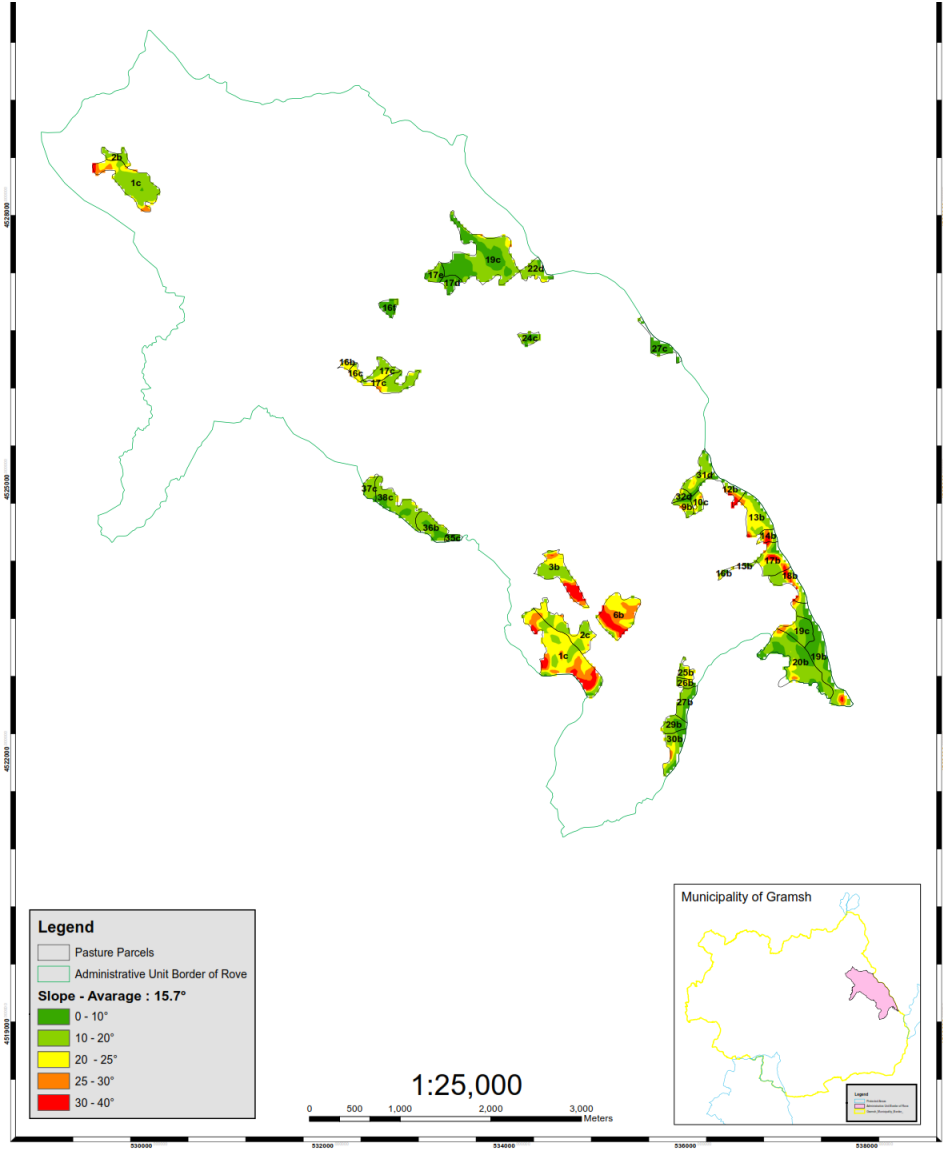 2b
1c
19c
22d
17e
17d
16f
24c
27c
16b
16c
17c
17c
31d
37c
38c
32d
10c
9b
12b
13b
36b
35c
14b
3b
15b
16b
17b
18b
6b
2c
1c
19c
19b
20b
25b
26b
27b
29b
30b
4528000
4525000
4522000
4519000
Legend
Pasture Parcels
Administrative Unit Border of Rove
Slope - Avarage : 15.7°
0 - 10°
10 - 20°
20 - 25°
25 - 30°
30 - 40°
1:25,000
0 500 1,000 2,000 3,000
Meters
Municipality of Gramsh
Legend
530000 532000 534000 536000 538000